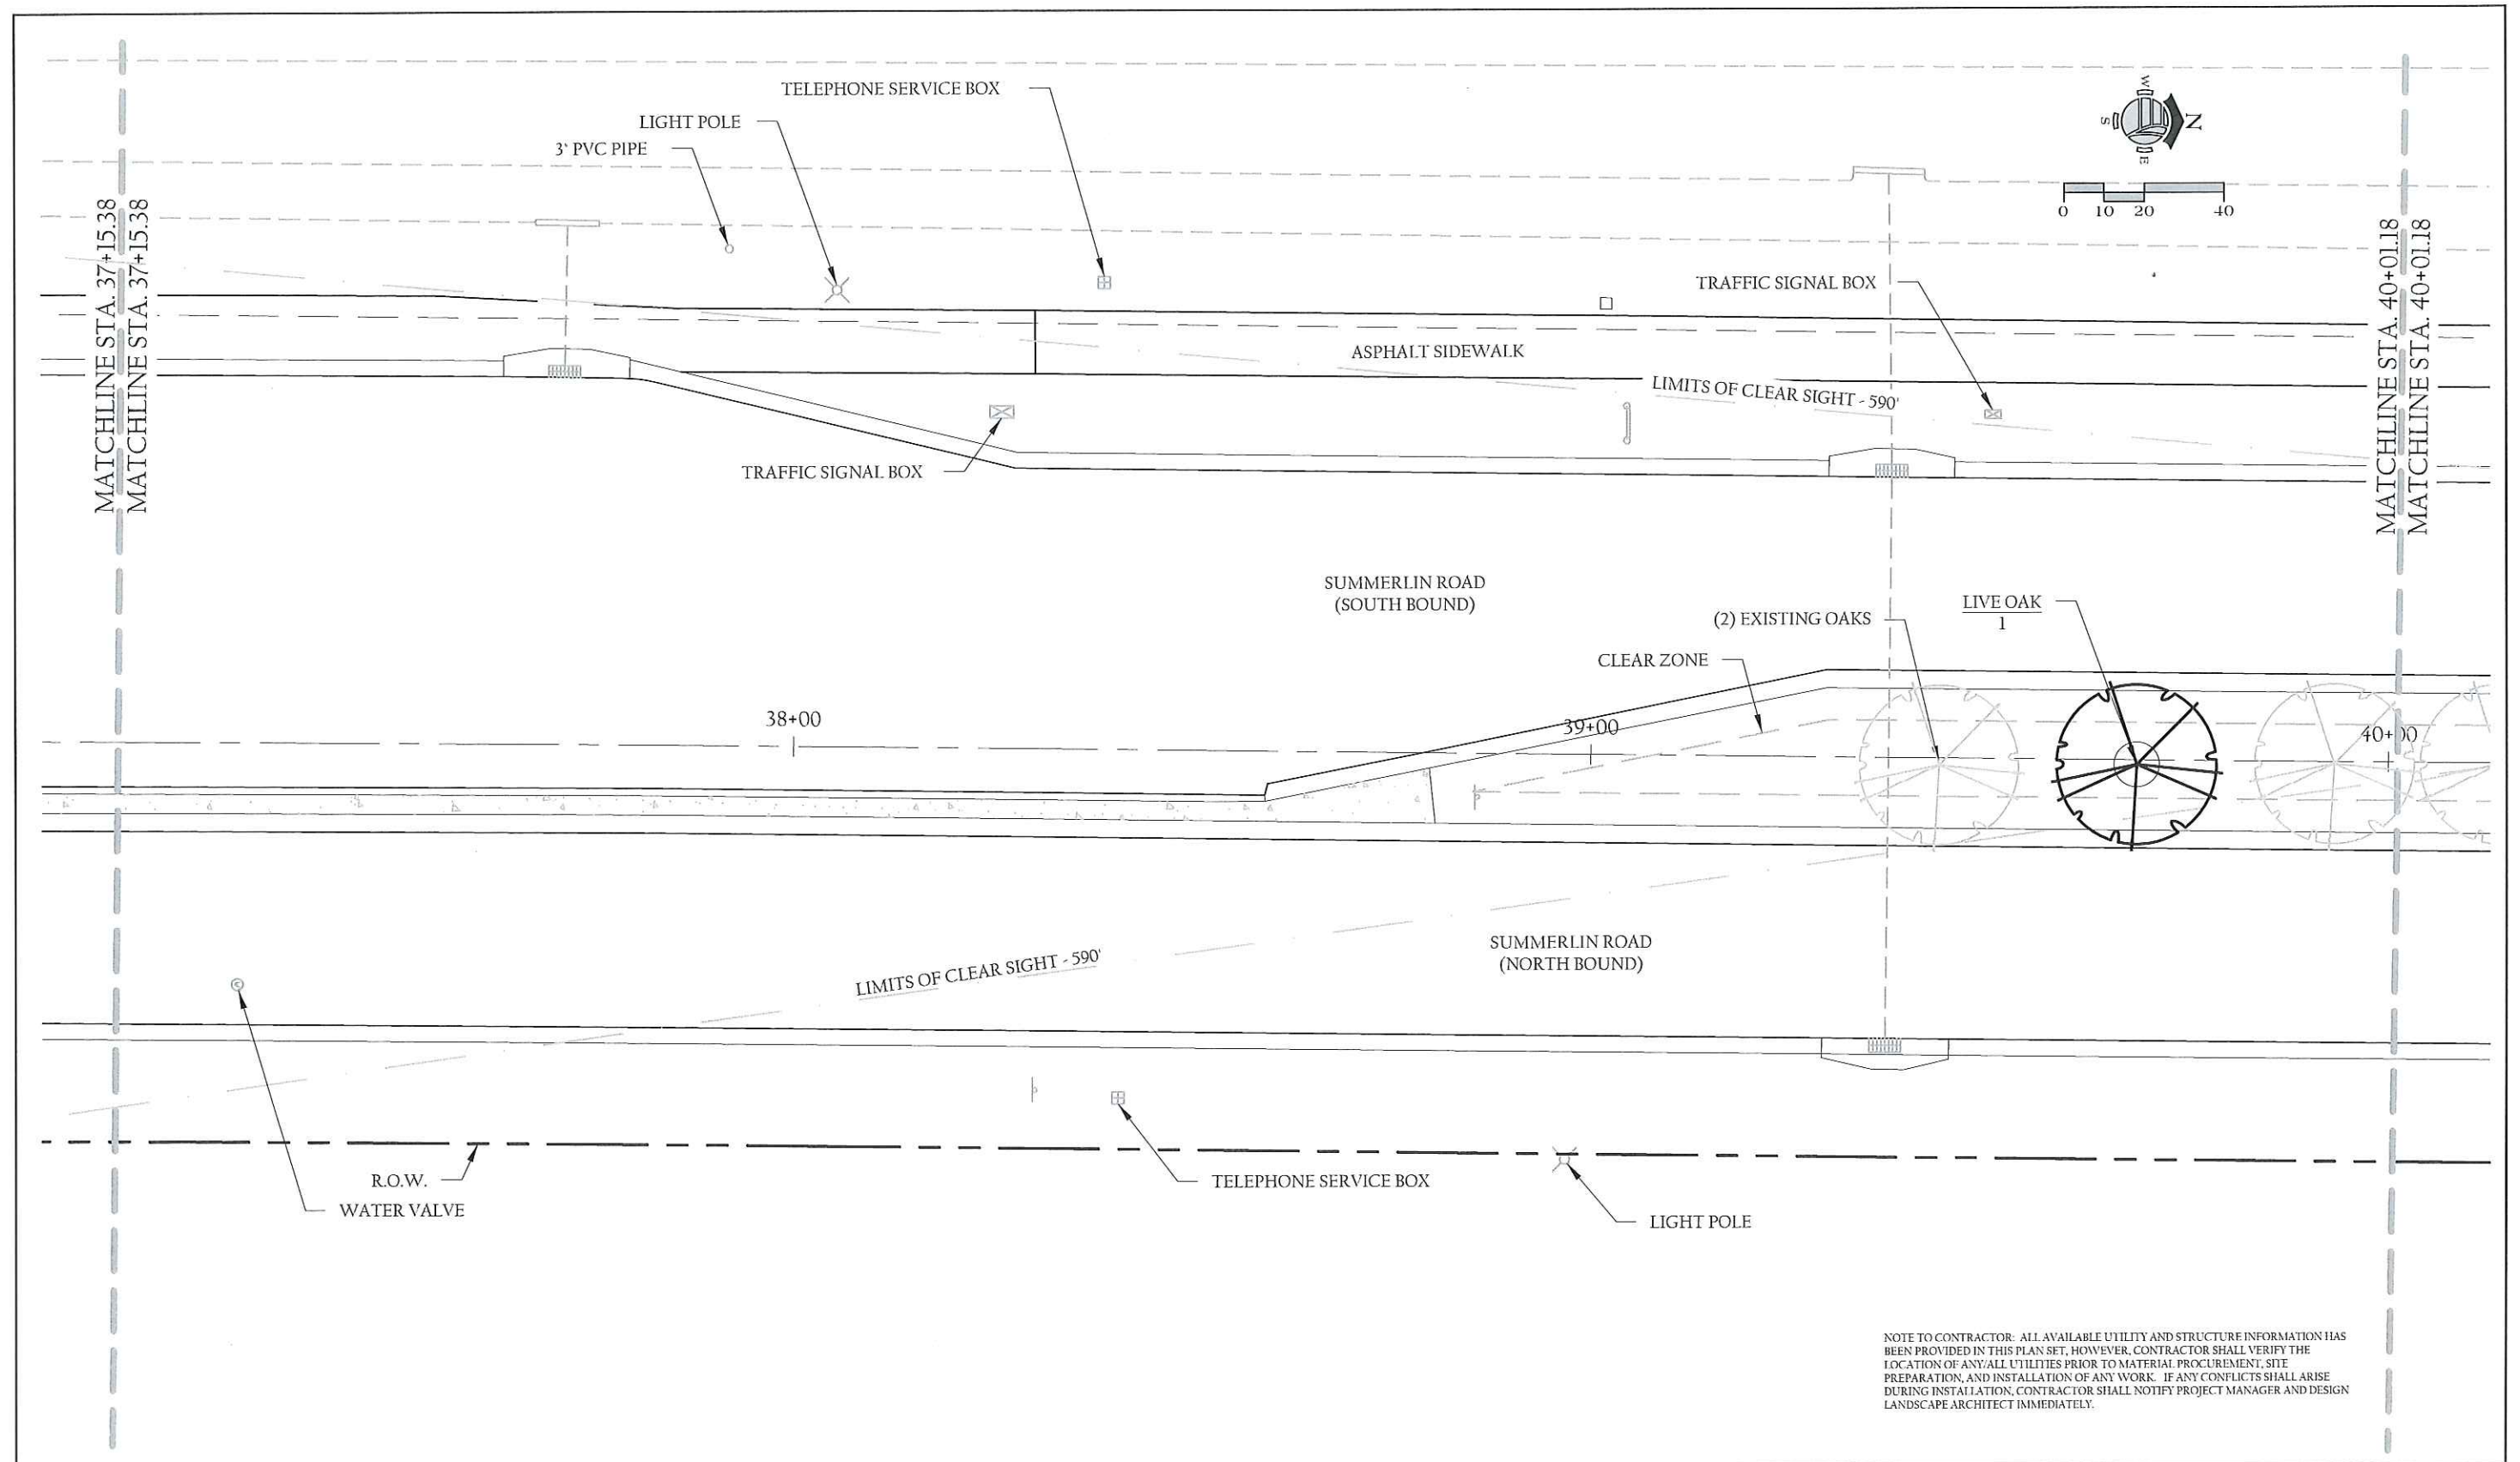 TELEPHONE SERVICE BOX
LIGHT POLE
3' PVC PIPE
W
N
S
E
0 10 20 40
MATCHLINE STA. 37+15.38
MATCHLINE STA. 37+15.38
MATCHLINE STA. 40+01.18
MATCHLINE STA. 40+01.18
TRAFFIC SIGNAL BOX
ASPHALT SIDEWALK
LIMITS OF CLEAR SIGHT - 590'
TRAFFIC SIGNAL BOX
SUMMERLIN ROAD
(SOUTH BOUND)
LIVE OAK
1
(2) EXISTING OAKS
CLEAR ZONE
38+00
39+00
40+00
SUMMERLIN ROAD
(NORTH BOUND)
LIMITS OF CLEAR SIGHT - 590'
R.O.W.
WATER VALVE
TELEPHONE SERVICE BOX
LIGHT POLE
NOTE TO CONTRACTOR: ALL AVAILABLE UTILITY AND STRUCTURE INFORMATION HAS
BEEN PROVIDED IN THIS PLAN SET, HOWEVER, CONTRACTOR SHALL VERIFY THE
LOCATION OF ANY/ALL UTILITIES PRIOR TO MATERIAL PROCUREMENT, SITE
PREPARATION, AND INSTALLATION OF ANY WORK. IF ANY CONFLICTS SHALL ARISE
DURING INSTALLATION, CONTRACTOR SHALL NOTIFY PROJECT MANAGER AND DESIGN
LANDSCAPE ARCHITECT IMMEDIATELY.